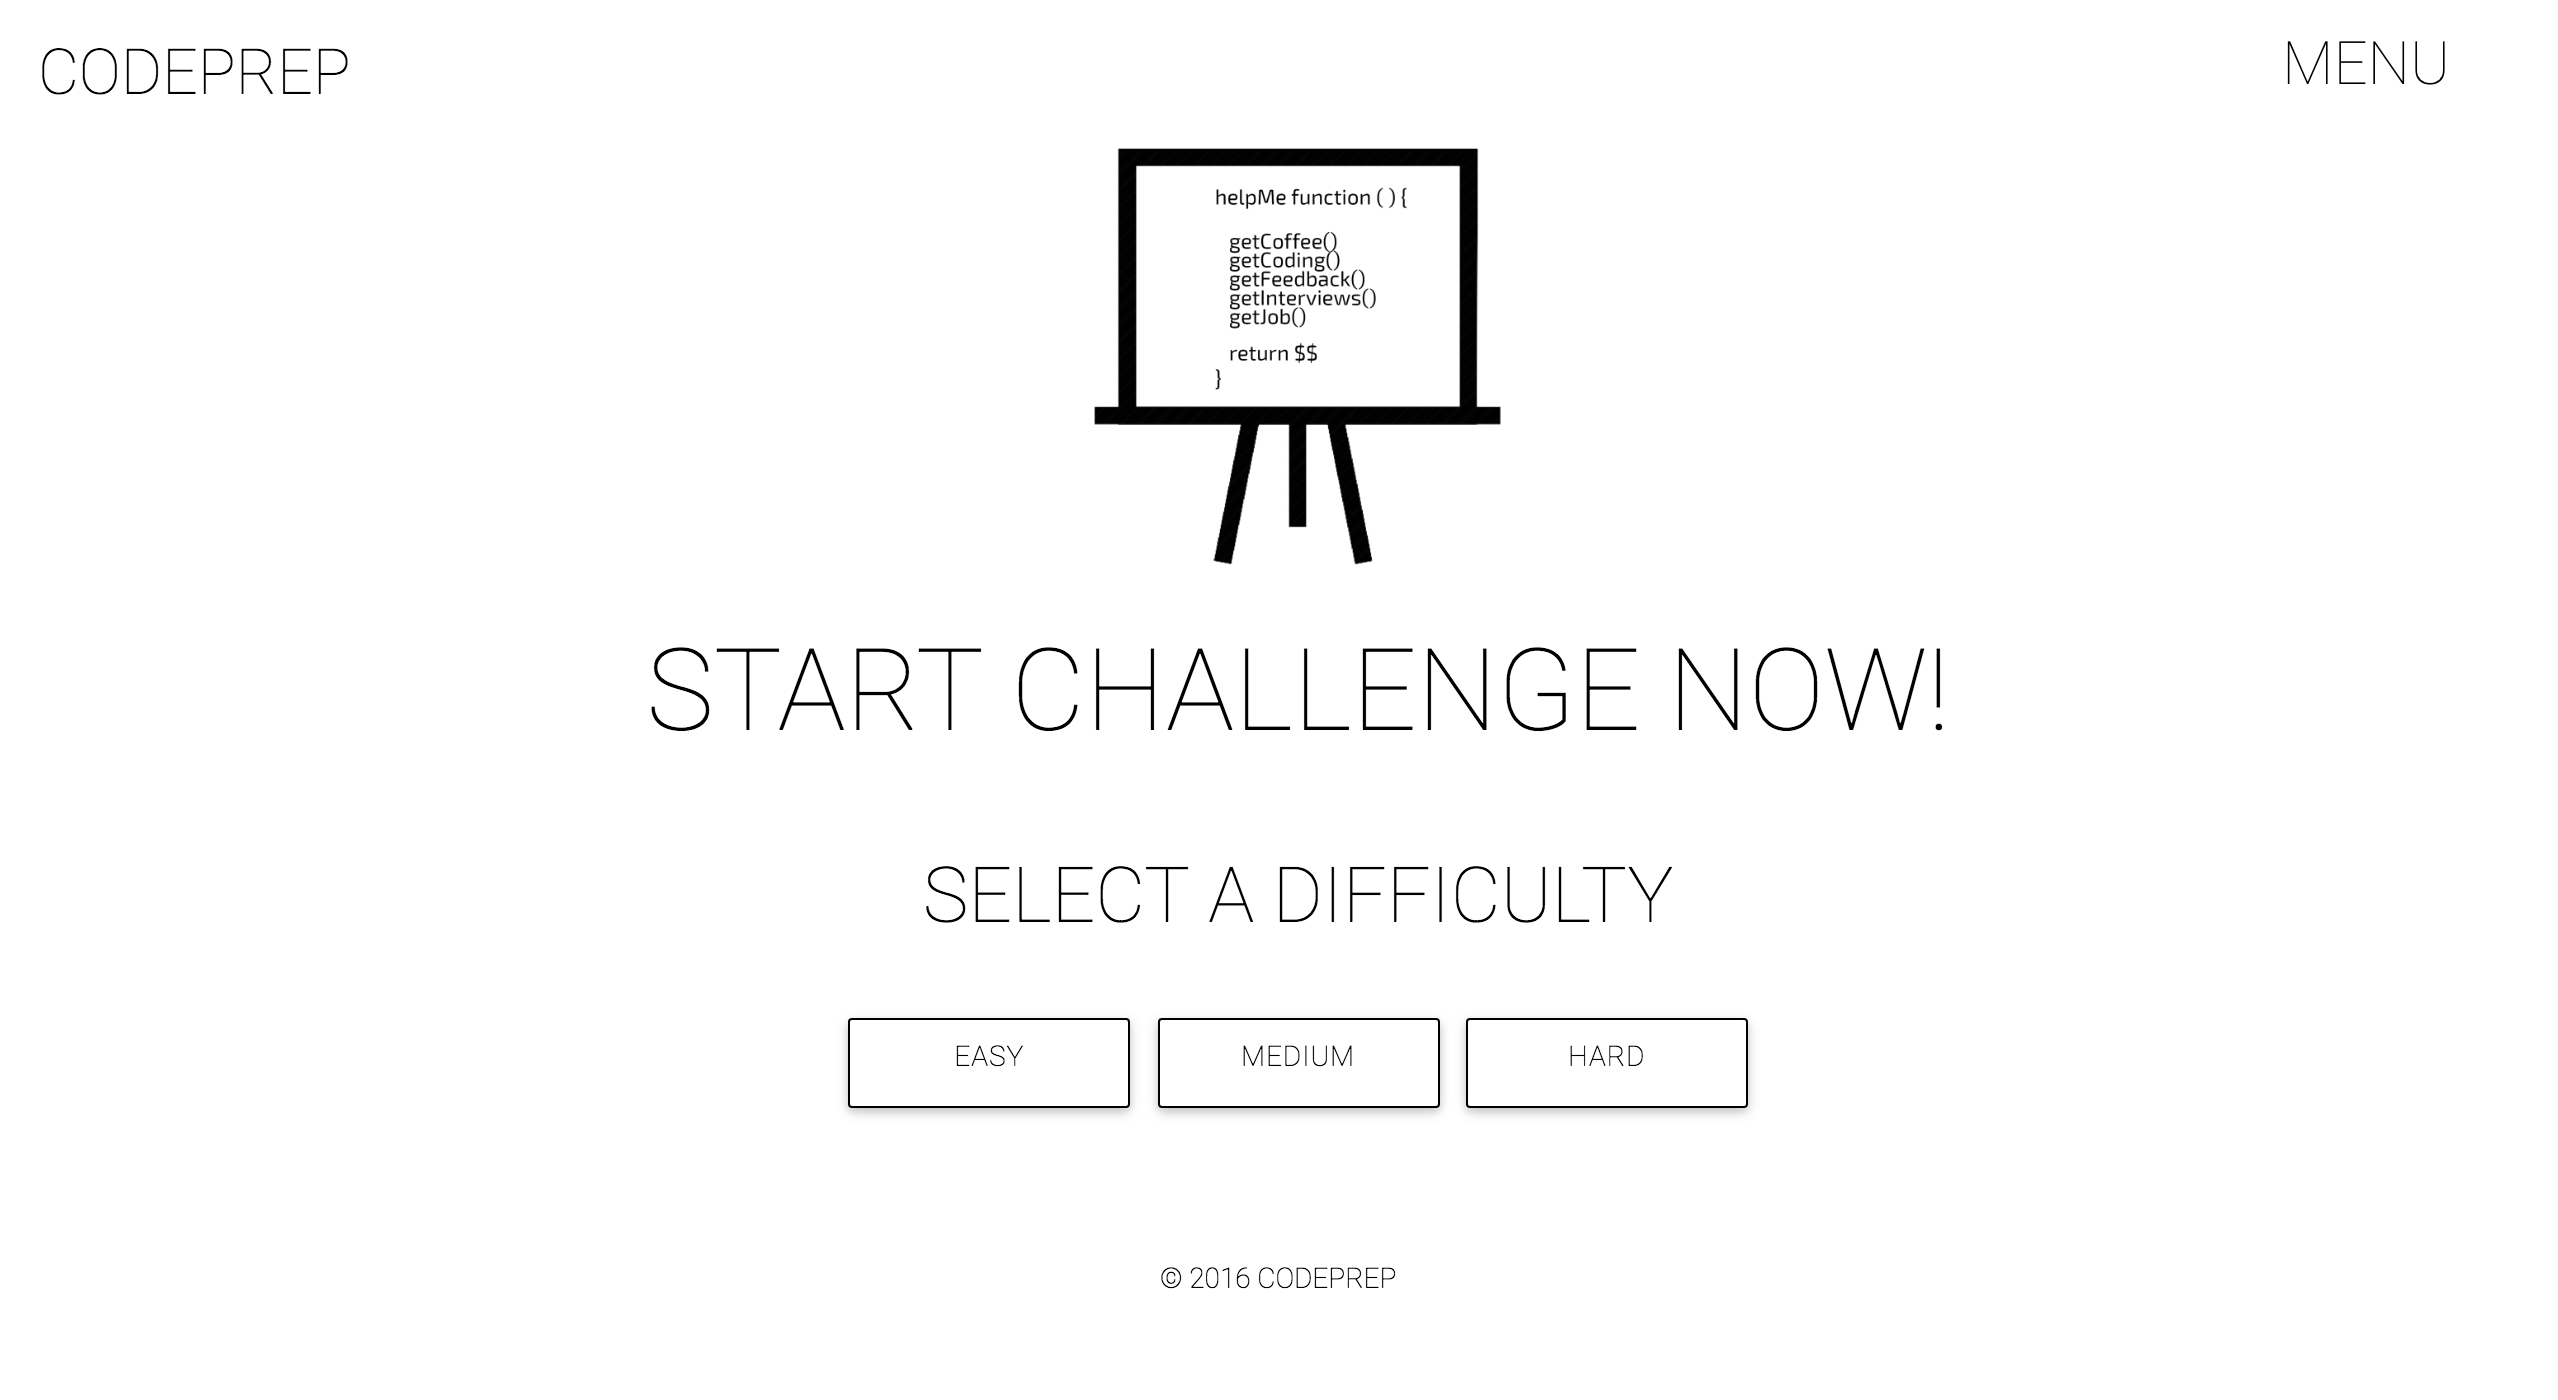 CODEPREP
MENU
helpMe function ( ) {
getCoffee()
getCoding()
getFeedback()
getInterviews()
getJob()
return $$
}
START CHALLENGE NOW!
SELECT A DIFFICULTY
EASY
MEDIUM
HARD
© 2016 CODEPREP